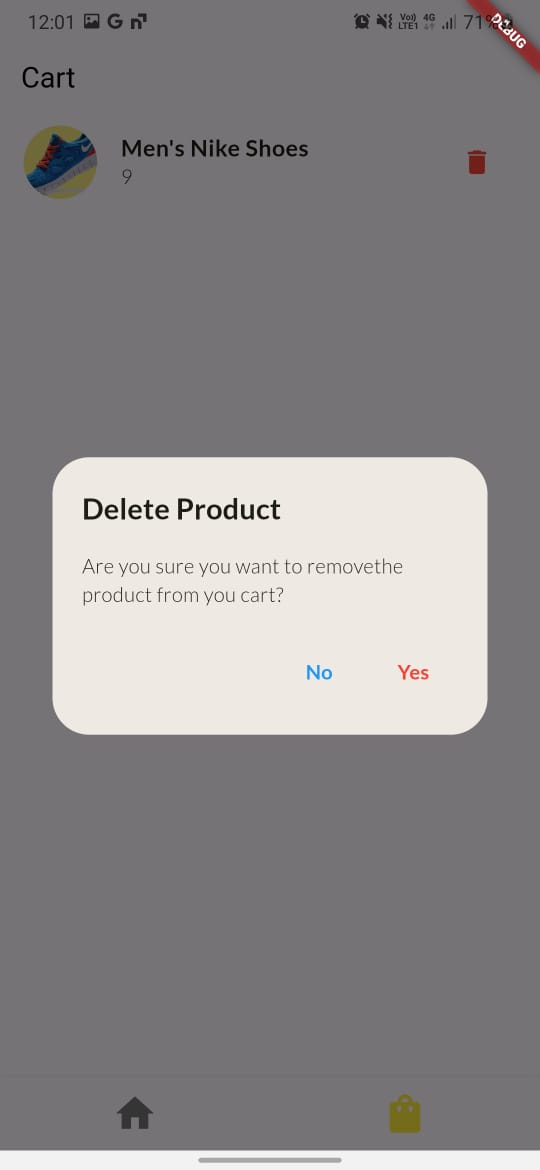 12:01 G Vo)) 4G LTE1 71%
DEBUG
Cart
Men's Nike Shoes
9
Delete Product
Are you sure you want to removethe
product from you cart?
No Yes